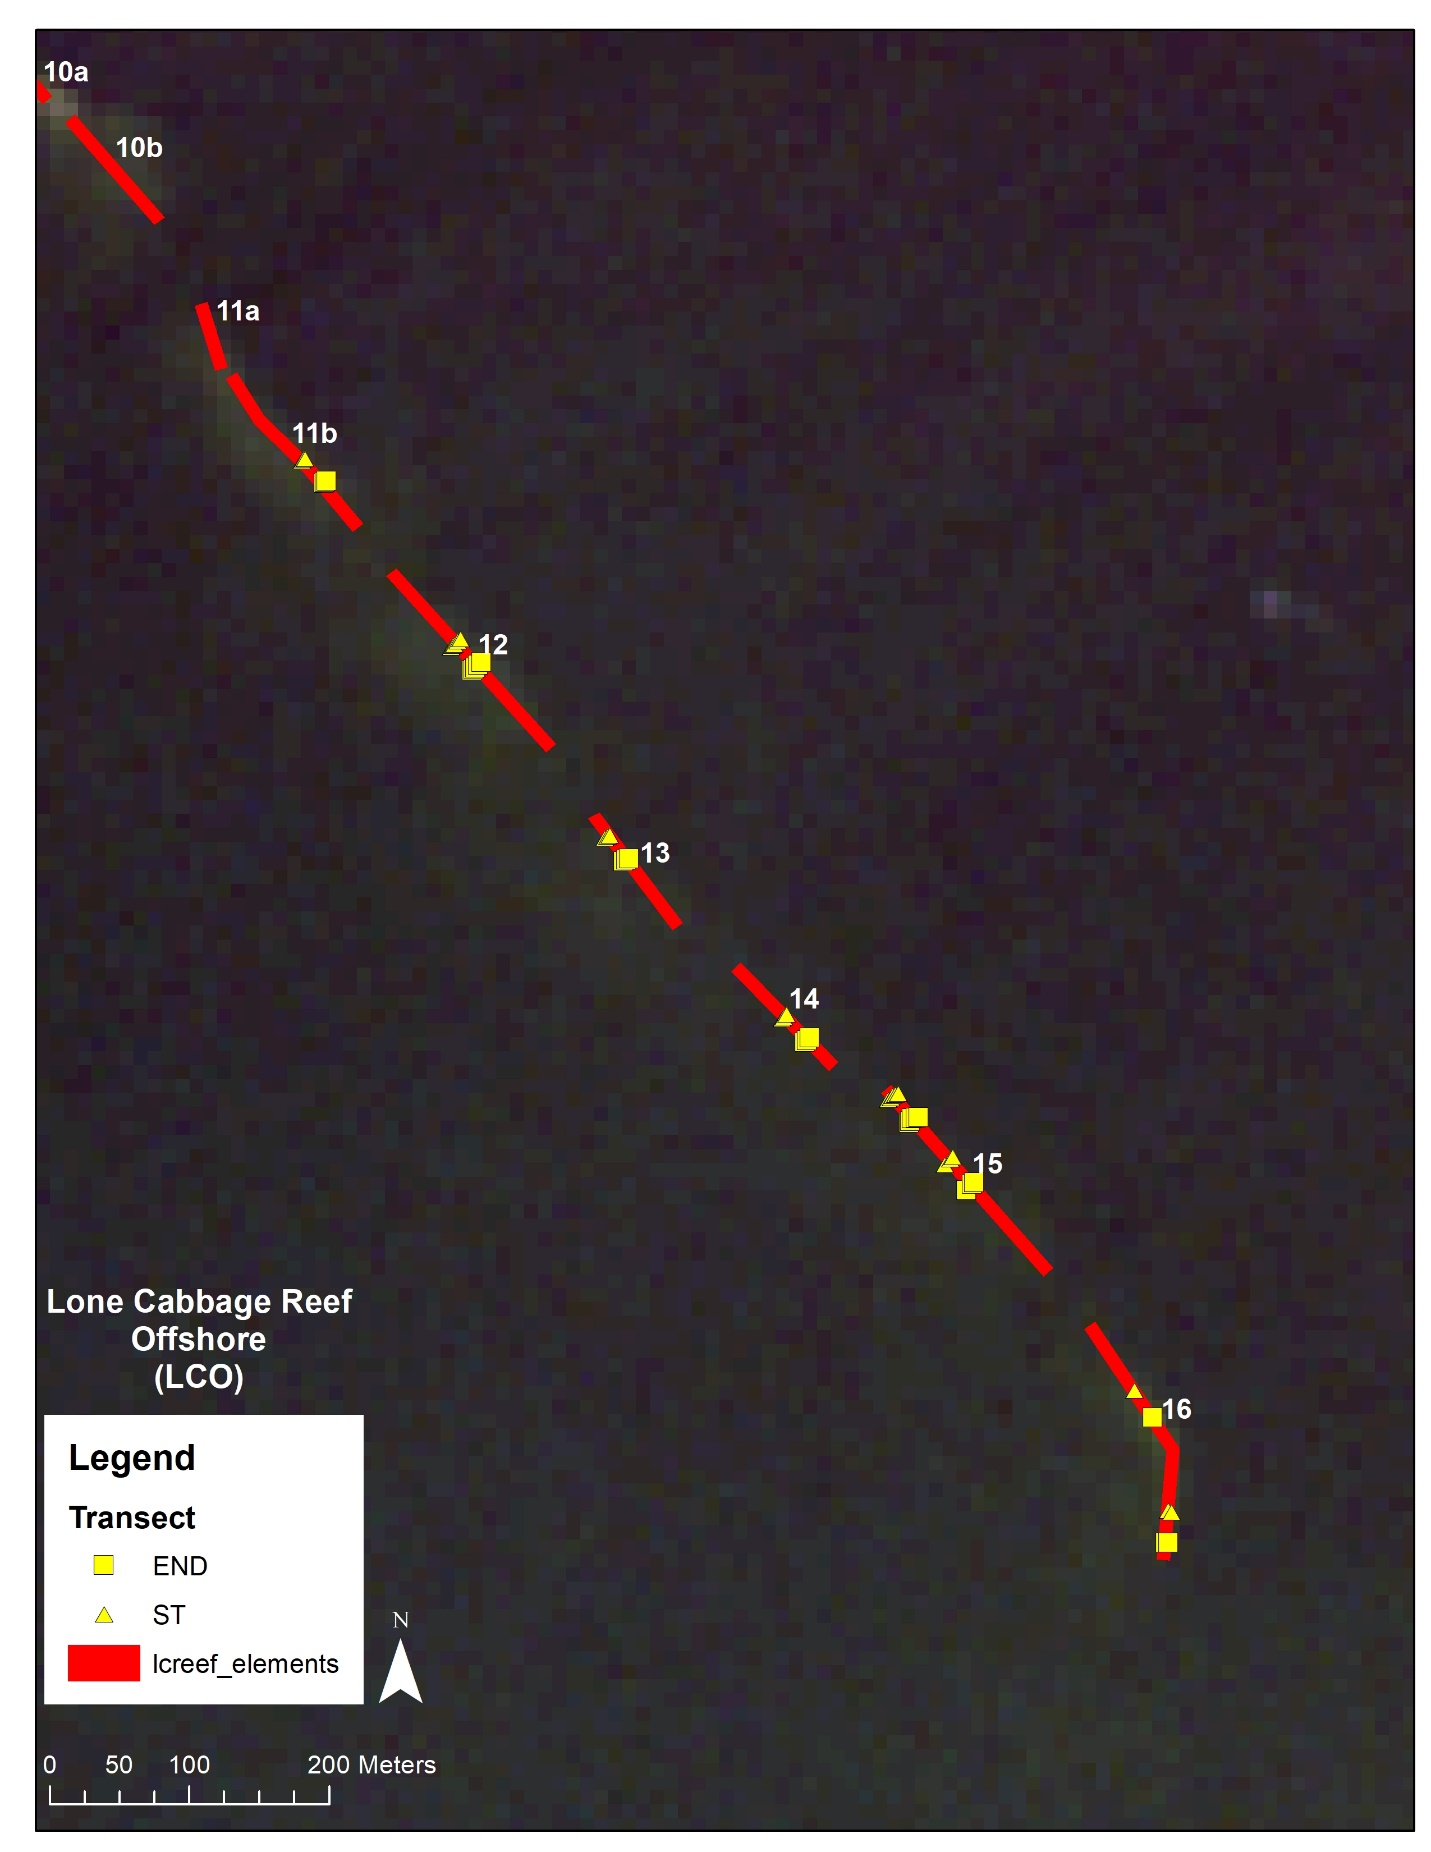 10a
10b
11a
11b
12
13
14
15
16
Lone Cabbage Reef
Offshore
(LCO)
Legend
Transect
END
ST
lcreef_elements
N
0 50 100 200 Meters